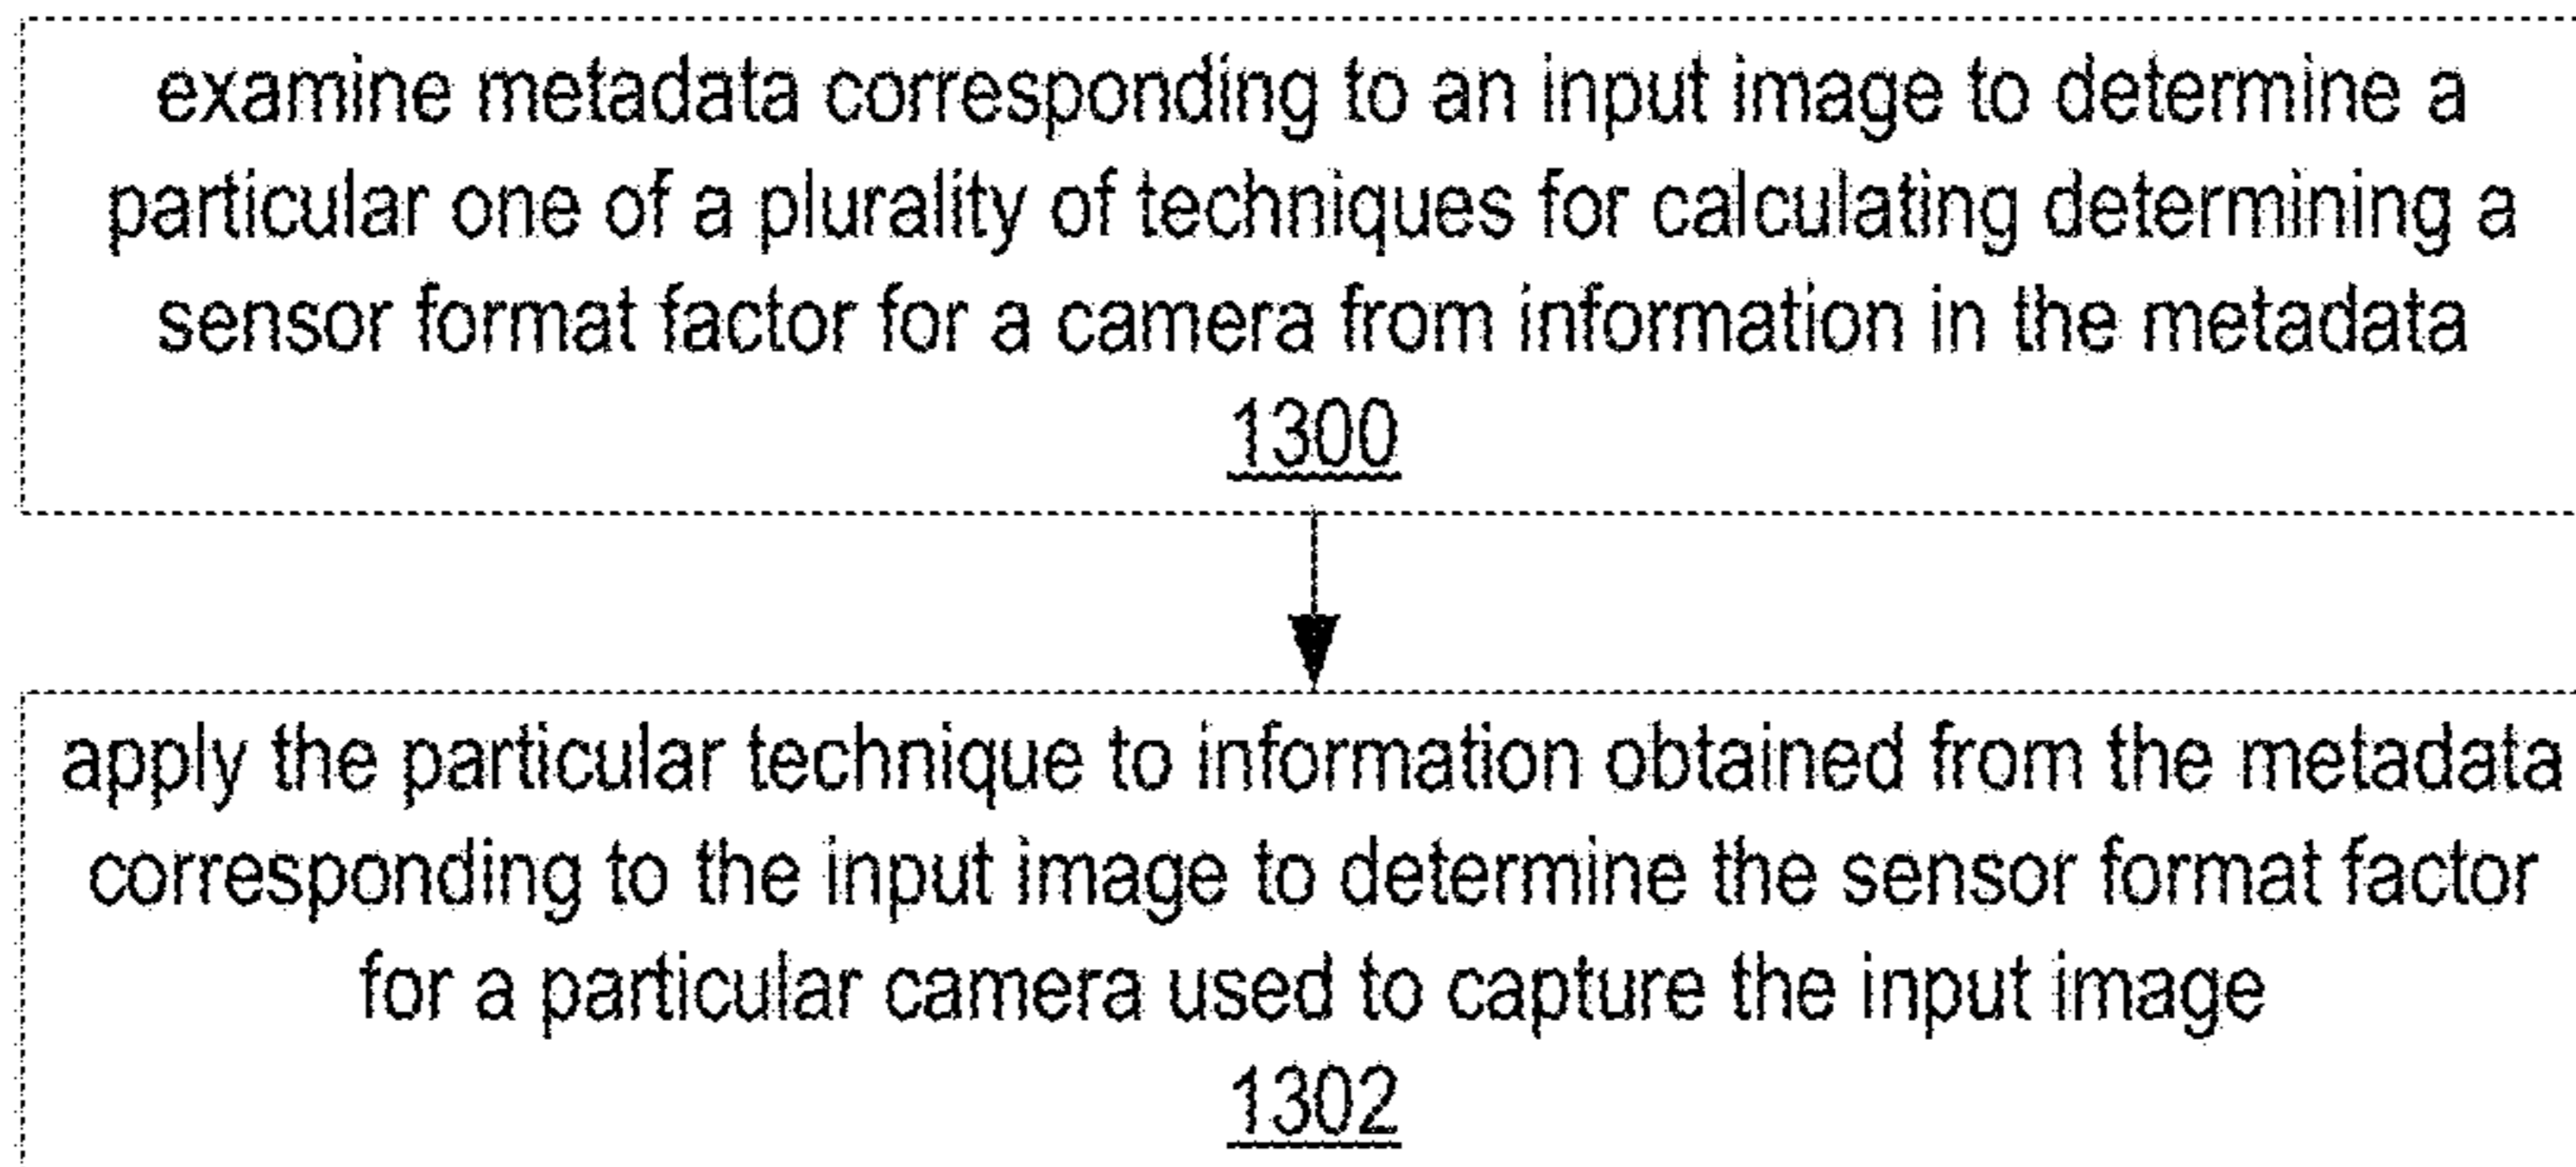 examine metadata corresponding to an input image to determine a
particular one of a plurality of techniques for calculating determining a
sensor format factor for a camera from information in the metadata
1300
apply the particular technique to information obtained from the metadata
corresponding to the input image to determine the sensor format factor
for a particular camera used to capture the input image
1302